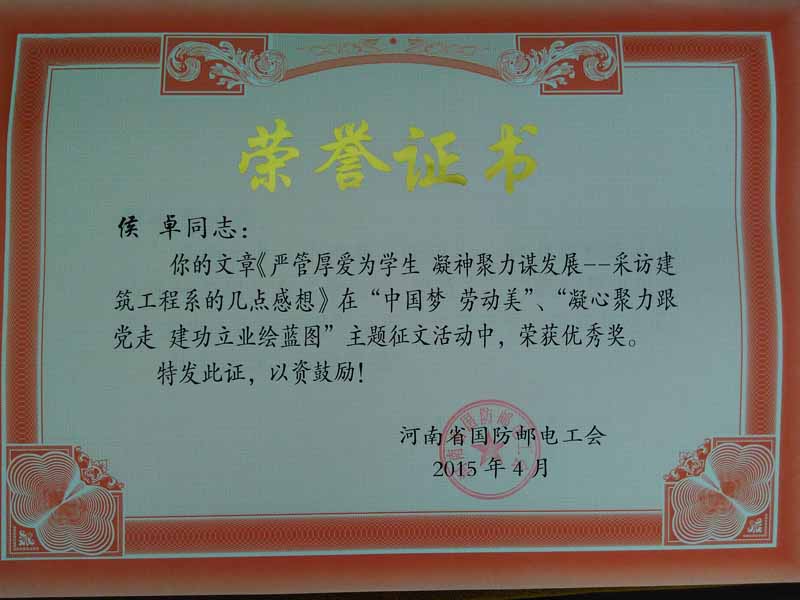 荣誉证书
侯 卓同志：
你的文章《严管厚爱为学生 凝神聚力谋发展--采访建
筑工程系的几点感想》在“中国梦 劳动美”、“凝心聚力跟
党走 建功立业绘蓝图”主题征文活动中，荣获优秀奖。
特发此证，以资鼓励！
河南省国防邮电工会
2015年4月